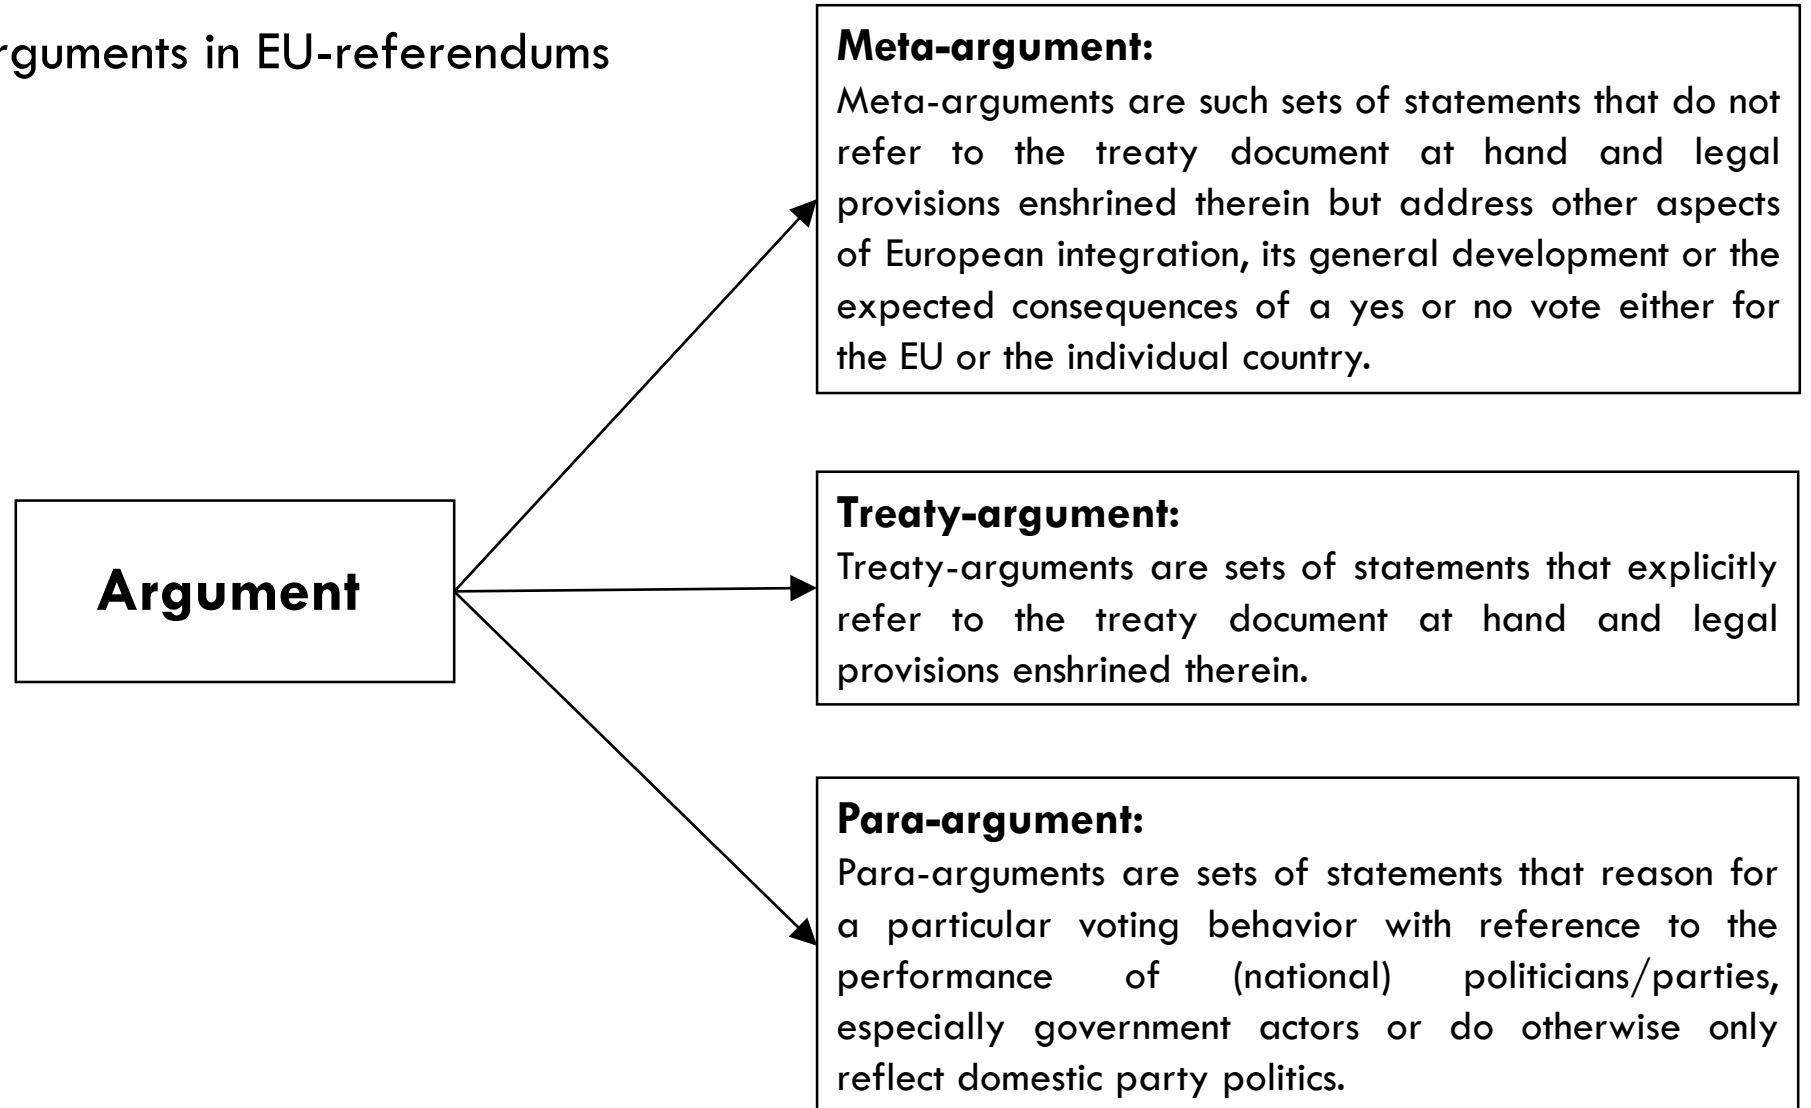 rguments in EU-referendums
Meta-argument:
Meta-arguments are such sets of statements that do not
refer to the treaty document at hand and legal
provisions enshrined therein but address other aspects
of European integration, its general development or the
expected consequences of a yes or no vote either for
the EU or the individual country.
Argument
Treaty-argument:
Treaty-arguments are sets of statements that explicitly
refer to the treaty document at hand and legal
provisions enshrined therein.
Para-argument:
Para-arguments are sets of statements that reason for
a particular voting behavior with reference to the
performance of (national) politicians/parties,
especially government actors or do otherwise only
reflect domestic party politics.